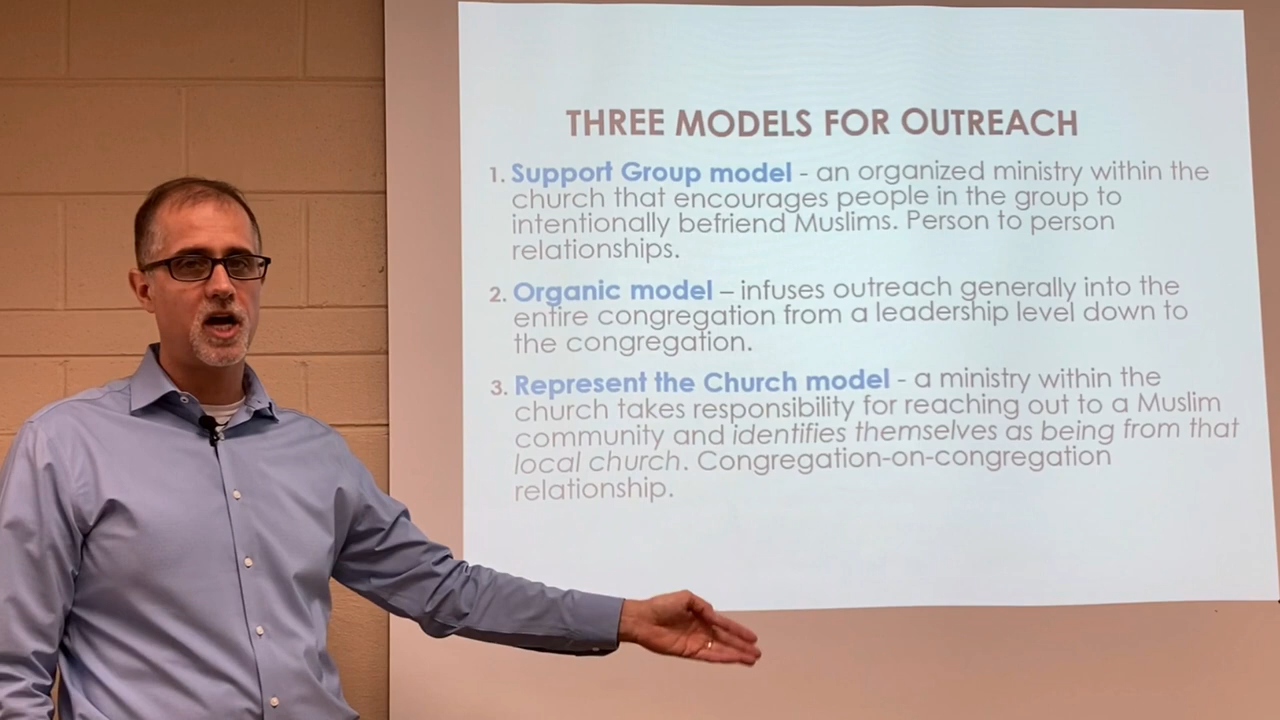 THREE MODELS FOR OUTREACH
1. Support Group model - an organized ministry within the
church that encourages people in the group to
intentionally befriend Muslims. Person to person
relationships.
2. Organic model – infuses outreach generally into the
entire congregation from a leadership level down to
the congregation.
3. Represent the Church model - a ministry within the
church takes responsibility for reaching out to a Muslim
community and identifies themselves as being from that
local church. Congregation-on-congregation
relationship.